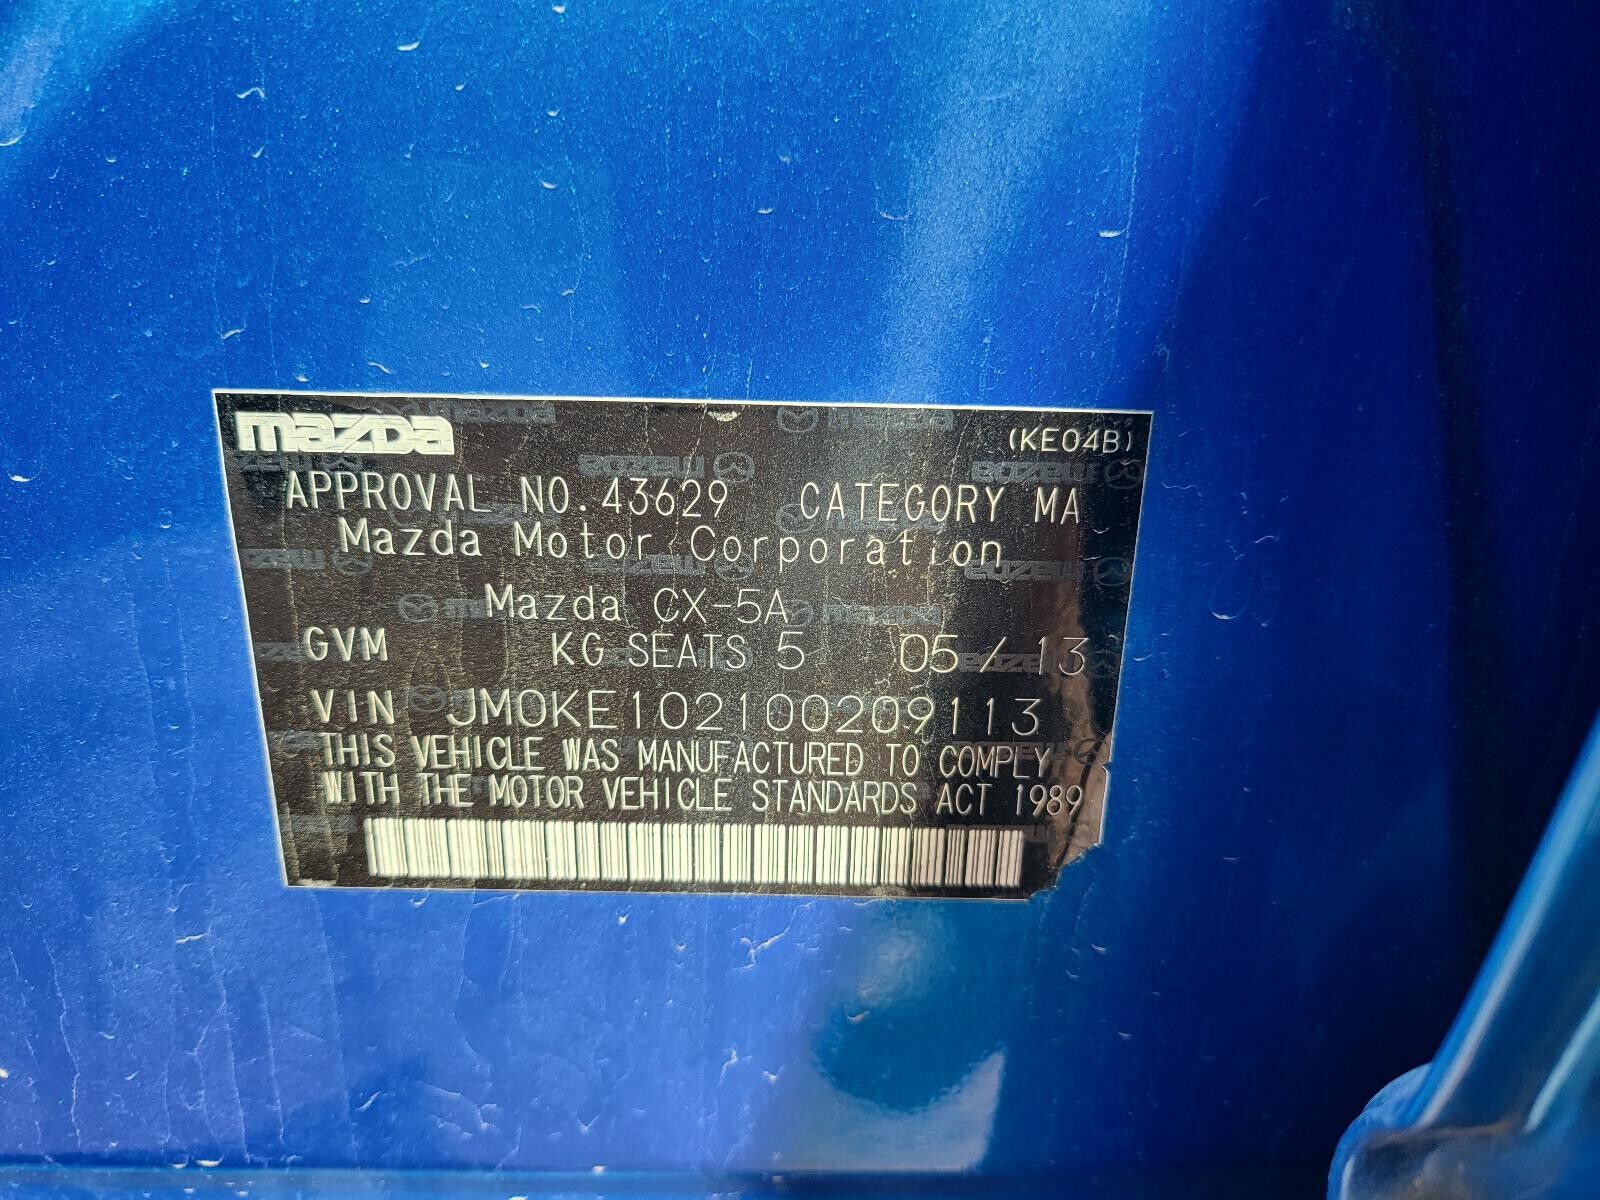 mazda (KE04B)
APPROVAL NO. 43629 CATEGORY MA
Mazda Motor Corporation
Mazda CX-5A
GVM KG SEATS 5 05 / 13
VIN JM0KE102100209113
THIS VEHICLE WAS MANUFACTURED TO COMPLY
WITH THE MOTOR VEHICLE STANDARDS ACT 1989